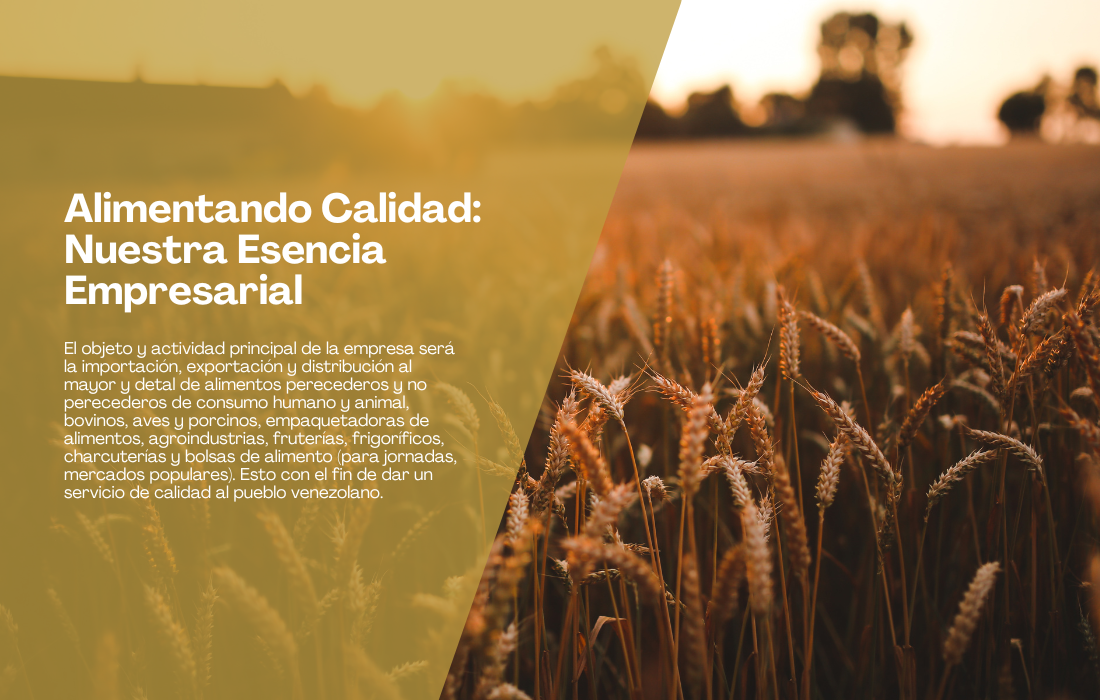 Alimentando Calidad:
Nuestra Esencia
Empresarial
El objeto y actividad principal de la empresa será
la importación, exportación y distribución al
mayor y detal de alimentos perecederos y no
perecederos de consumo humano y animal,
bovinos, aves y porcinos, empaquetadoras de
alimentos, agroindustrias, fruterías, frigoríficos,
charcuterías y bolsas de alimento (para jornadas,
mercados populares). Esto con el fin de dar un
servicio de calidad al pueblo venezolano.